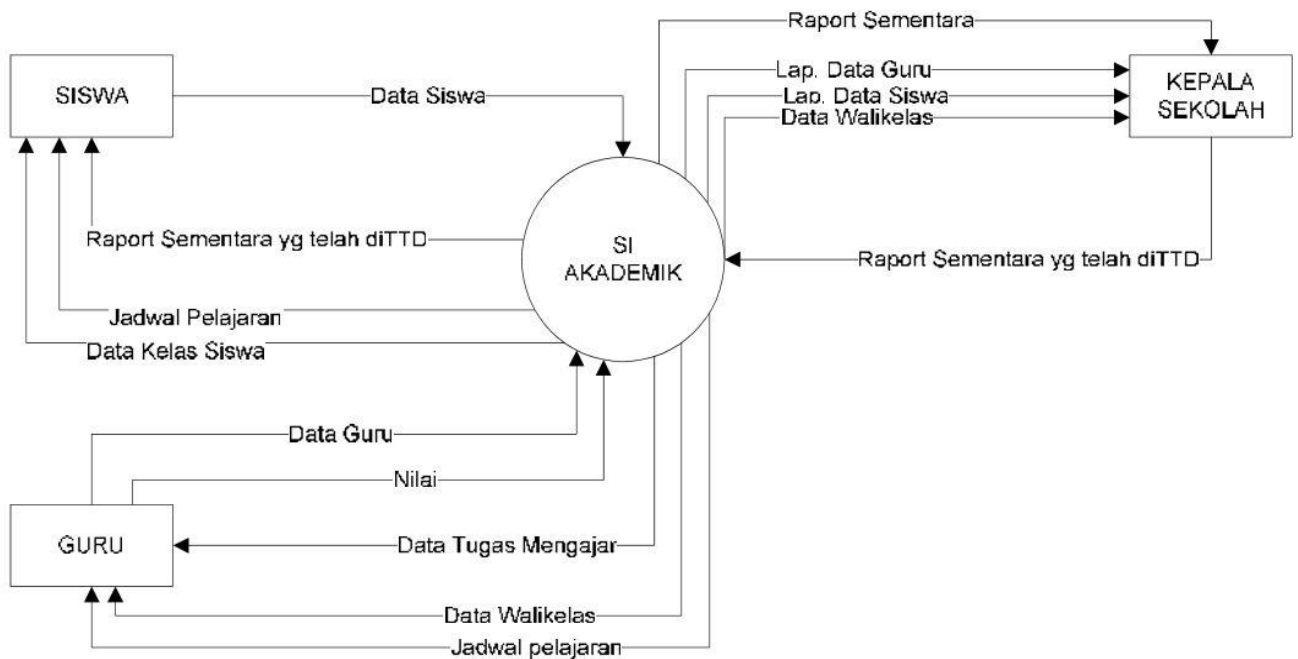 Raport Sementara
SISWA
Data Siswa
Lap. Data Guru
Lap. Data Siswa
Data Walikelas
KEPALA
SEKOLAH
Raport Sementara yg telah diTTD
SI
AKADEMIK
Raport Sementara yg telah diTTD
Jadwal Pelajaran
Data Kelas Siswa
Data Guru
Nilai
GURU
Data Tugas Mengajar
Data Walikelas
Jadwal pelajaran